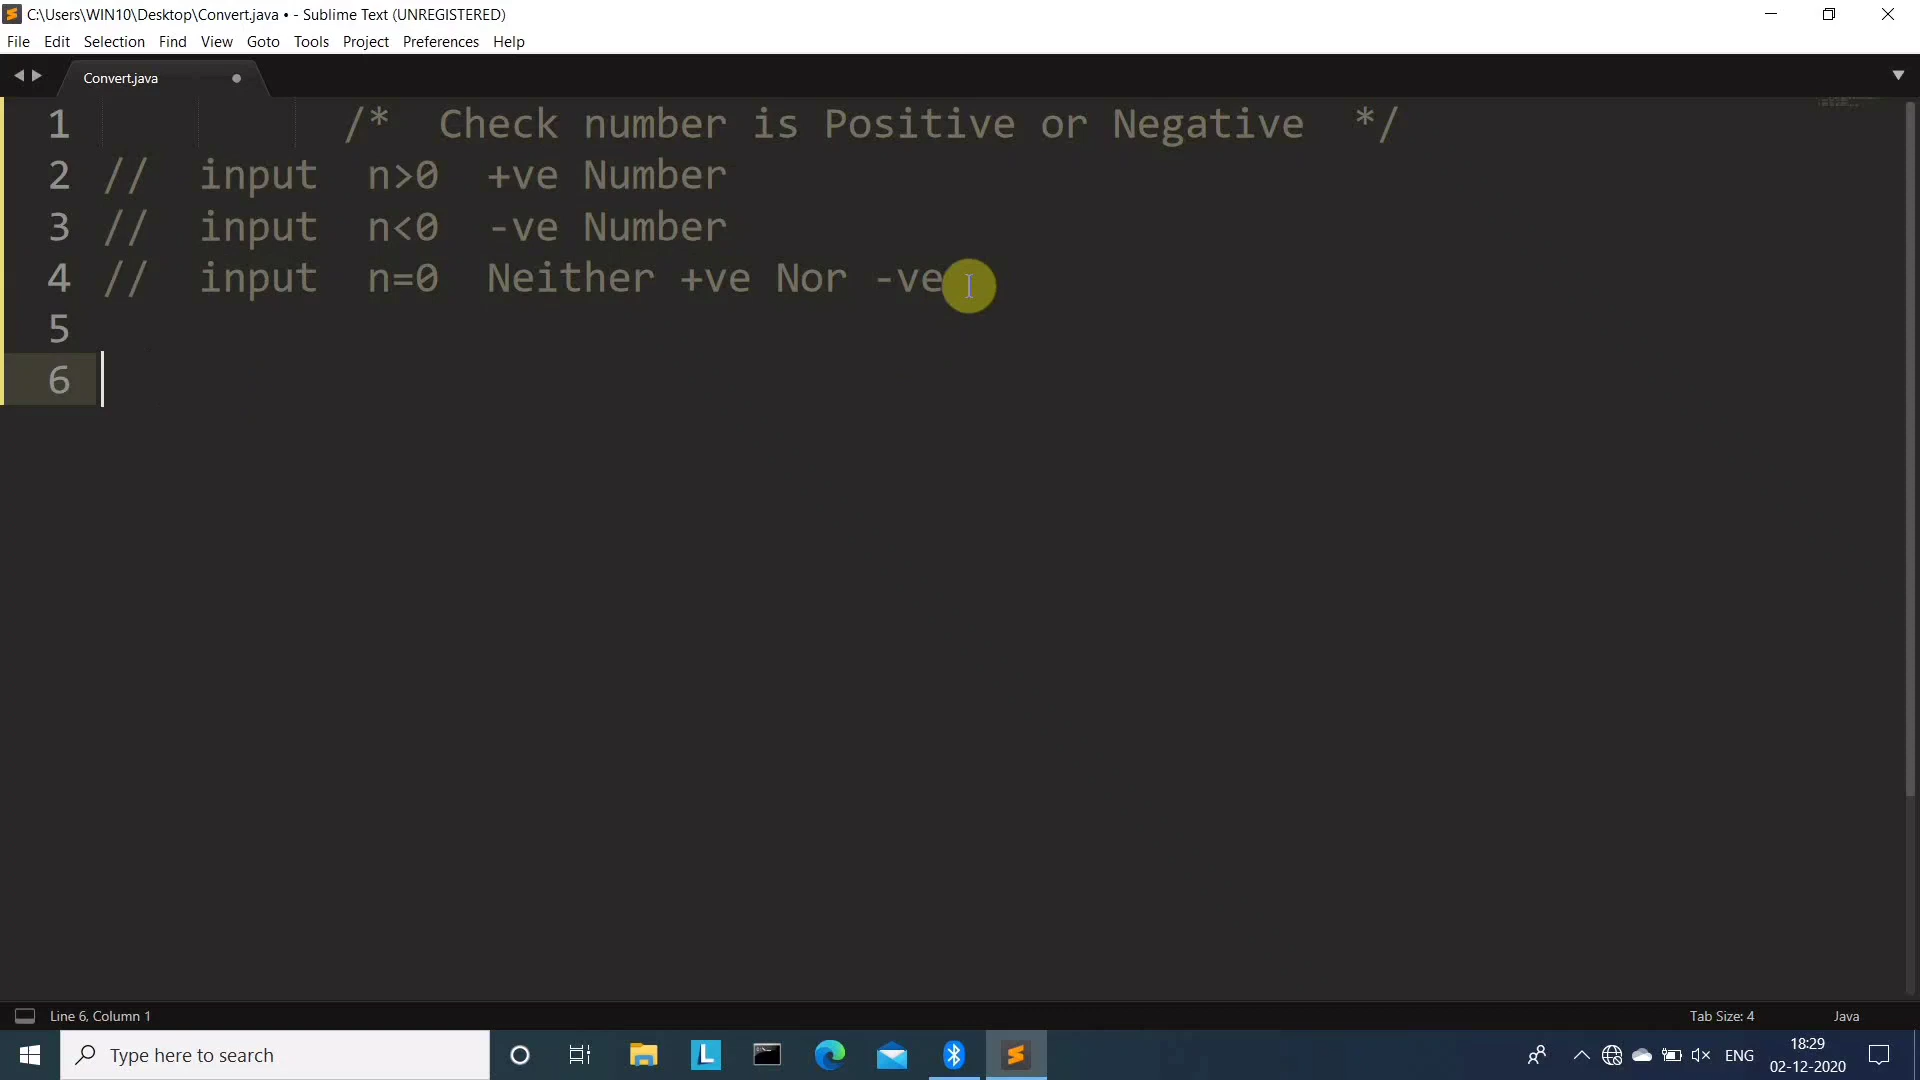 C:\Users\WIN10\Desktop\Convert.java • - Sublime Text (UNREGISTERED)
File Edit Selection Find View Goto Tools Project Preferences Help
Convert.java
1 /* Check number is Positive or Negative */
2 // input n>0 +ve Number
3 // input n<0 -ve Number
4 // input n=0 Neither +ve Nor -ve
5
6
Line 6, Column 1 Tab Size: 4 Java
Type here to search L ENG 18:29
02-12-2020